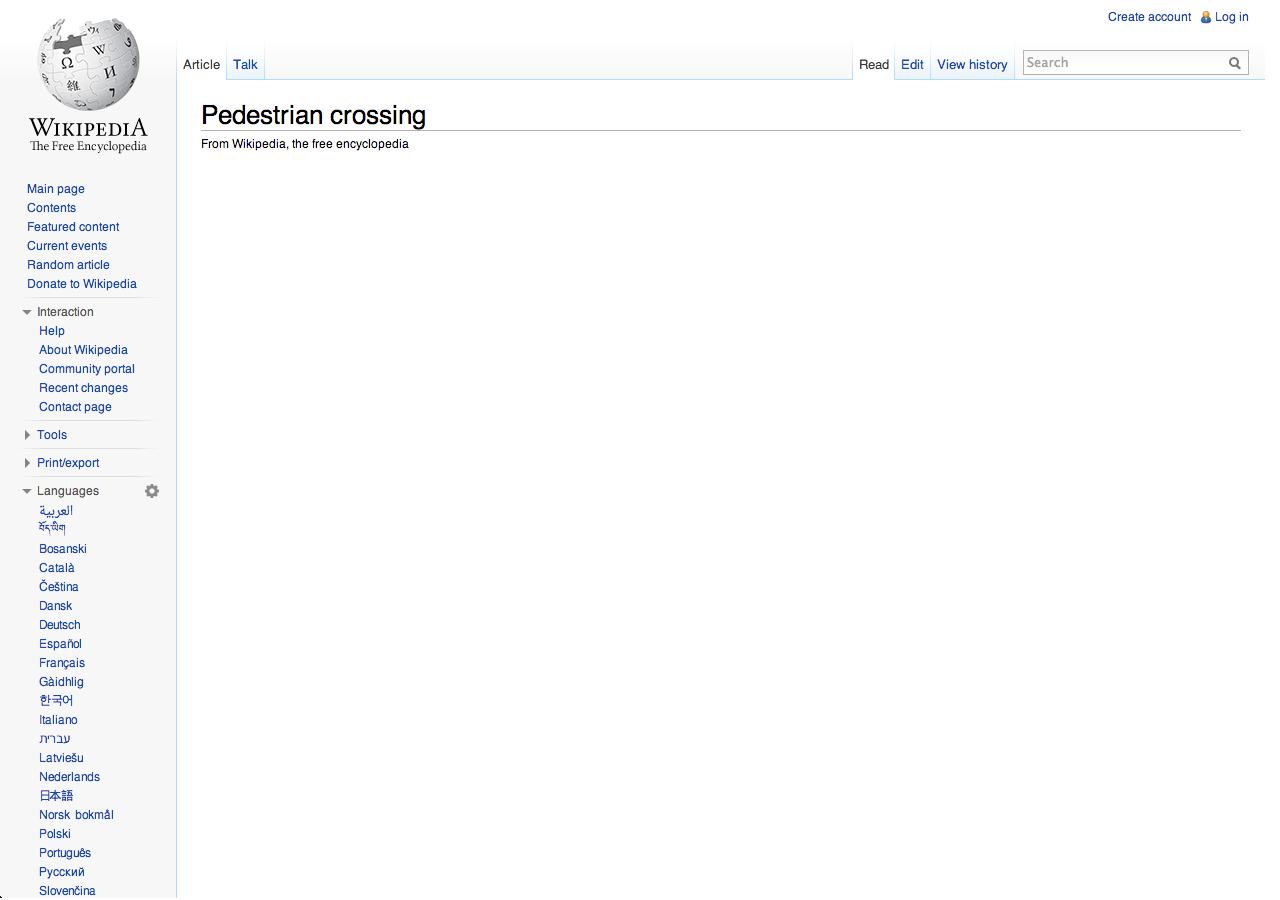 Create account Log in
Article Talk Read Edit View history Search
WIKIPEDIA
The Free Encyclopedia
Pedestrian crossing
From Wikipedia, the free encyclopedia
Main page
Contents
Featured content
Current events
Random article
Donate to Wikipedia
Interaction
Help
About Wikipedia
Community portal
Recent changes
Contact page
Tools
Print/export
Languages
العربية
བོད་ཡིག
Bosanski
Català
Čeština
Dansk
Deutsch
Español
Français
Gàidhlig
한국어
Italiano
עברית
Latviešu
Nederlands
日本語
Norsk bokmål
Polski
Português
Русский
Slovenčina